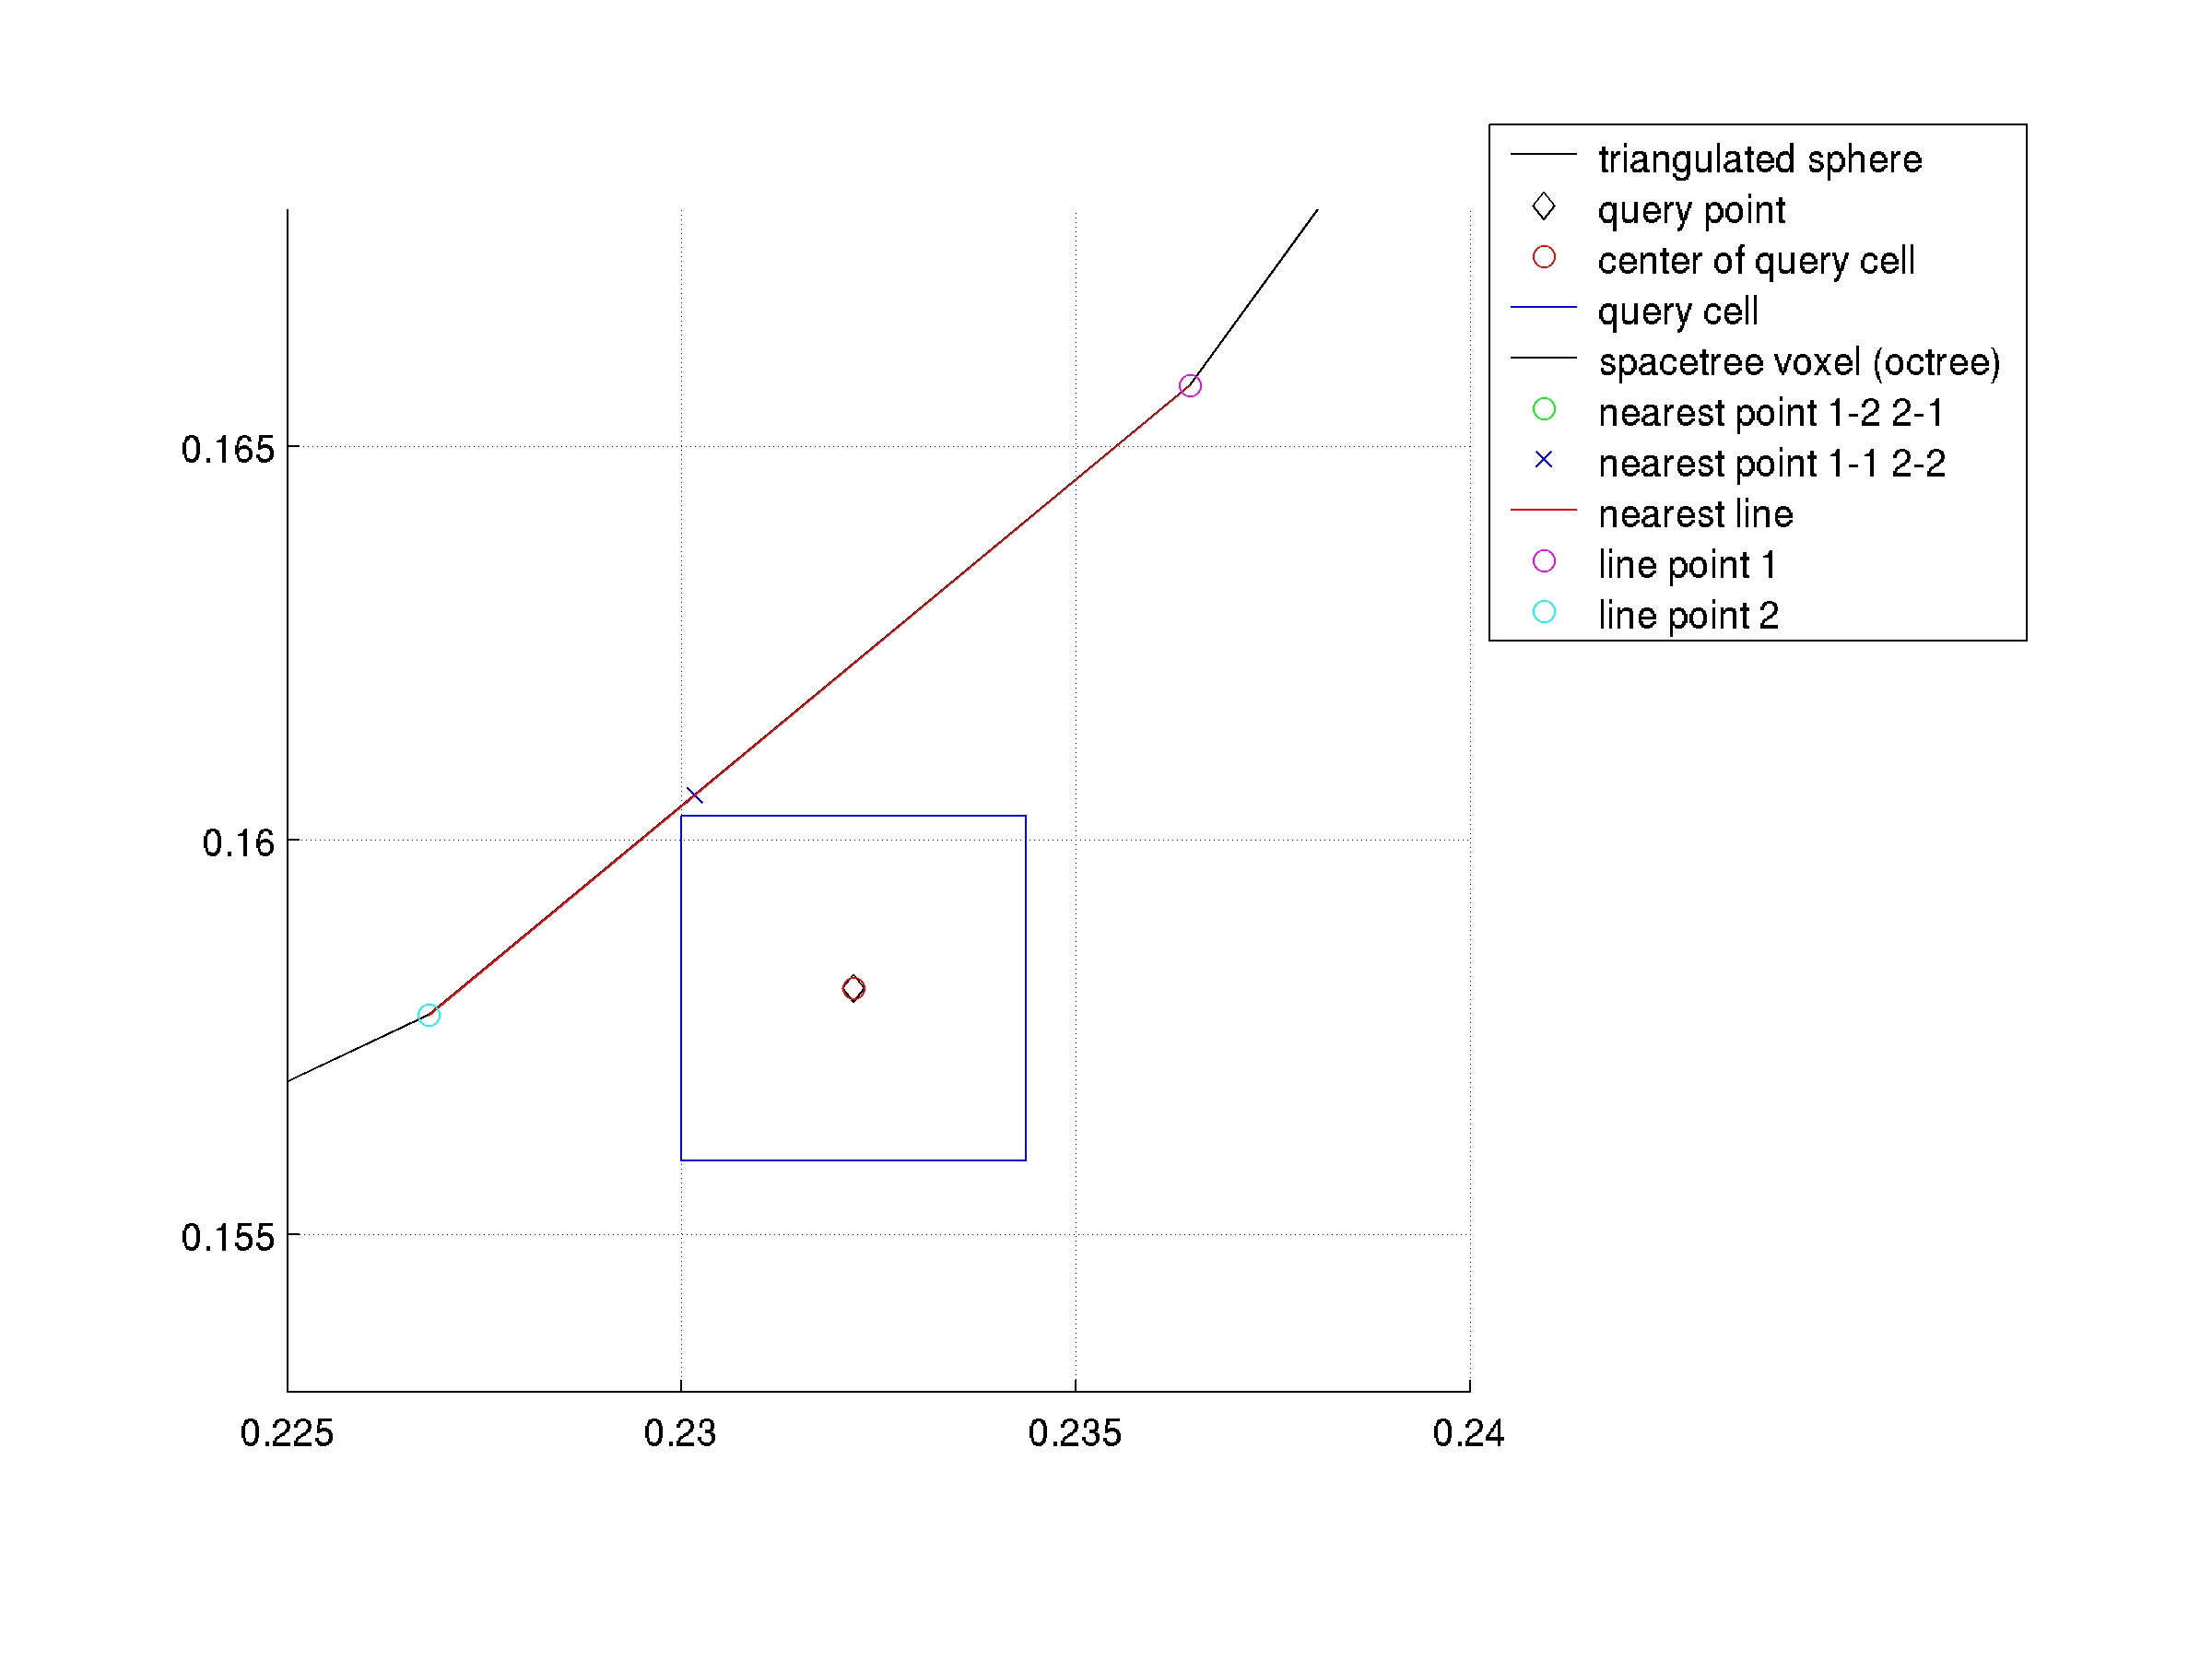 triangulated sphere
query point
center of query cell
query cell
spacetree voxel (octree)
nearest point 1-2 2-1
nearest point 1-1 2-2
nearest line
line point 1
line point 2
0.165
0.16
0.155
0.225 0.23 0.235 0.24